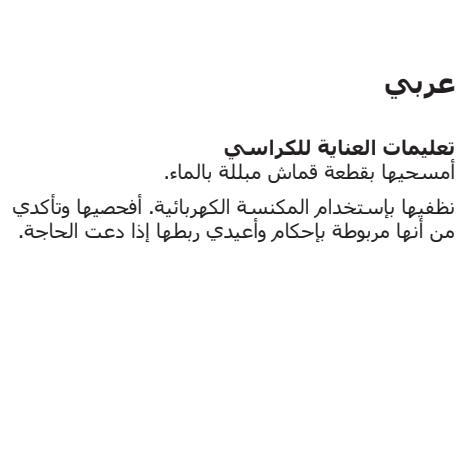 عربي
تعليمات العناية للكراسي
أمسحيها بقطعة قماش مبللة بالماء.
نظفيها بإستخدام المكنسة الكهربائية. أفحصيها وتأكدي
من أنها مربوطة بإحكام وأعيدي ربطها إذا دعت الحاجة.